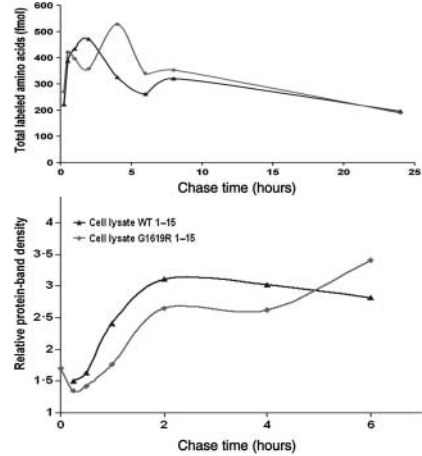 Total labeled amino acids (fmol)
600
500
400
300
200
100
0
0 5 10 15 20 25
Chase time (hours)
Relative protein-band density
4
3·5
3
2·5
2
1·5
1
Cell lysate WT 1–15
Cell lysate G1619R 1–15
0 2 4 6
Chase time (hours)